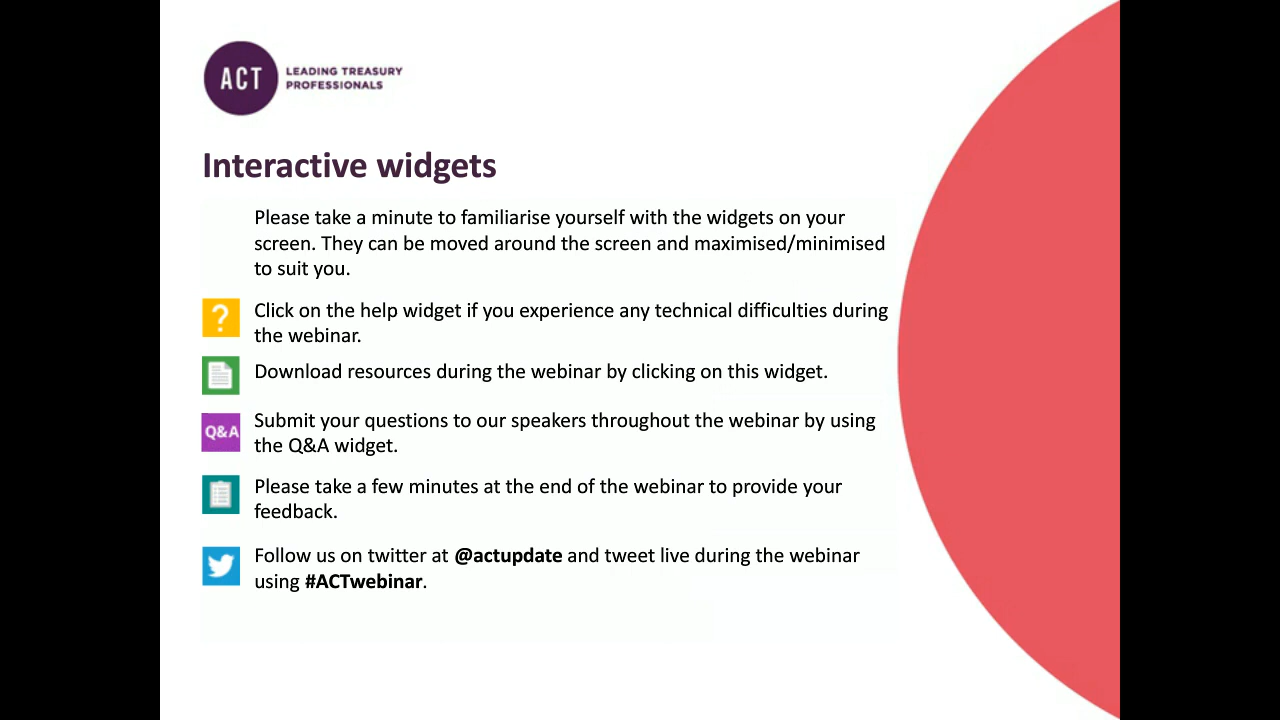 ACT
LEADING TREASURY
PROFESSIONALS
Interactive widgets
Please take a minute to familiarise yourself with the widgets on your
screen. They can be moved around the screen and maximised/minimised
to suit you.
?
Click on the help widget if you experience any technical difficulties during
the webinar.
Download resources during the webinar by clicking on this widget.
Q&A
Submit your questions to our speakers throughout the webinar by using
the Q&A widget.
Please take a few minutes at the end of the webinar to provide your
feedback.
Follow us on twitter at @actupdate and tweet live during the webinar
using #ACTwebinar.